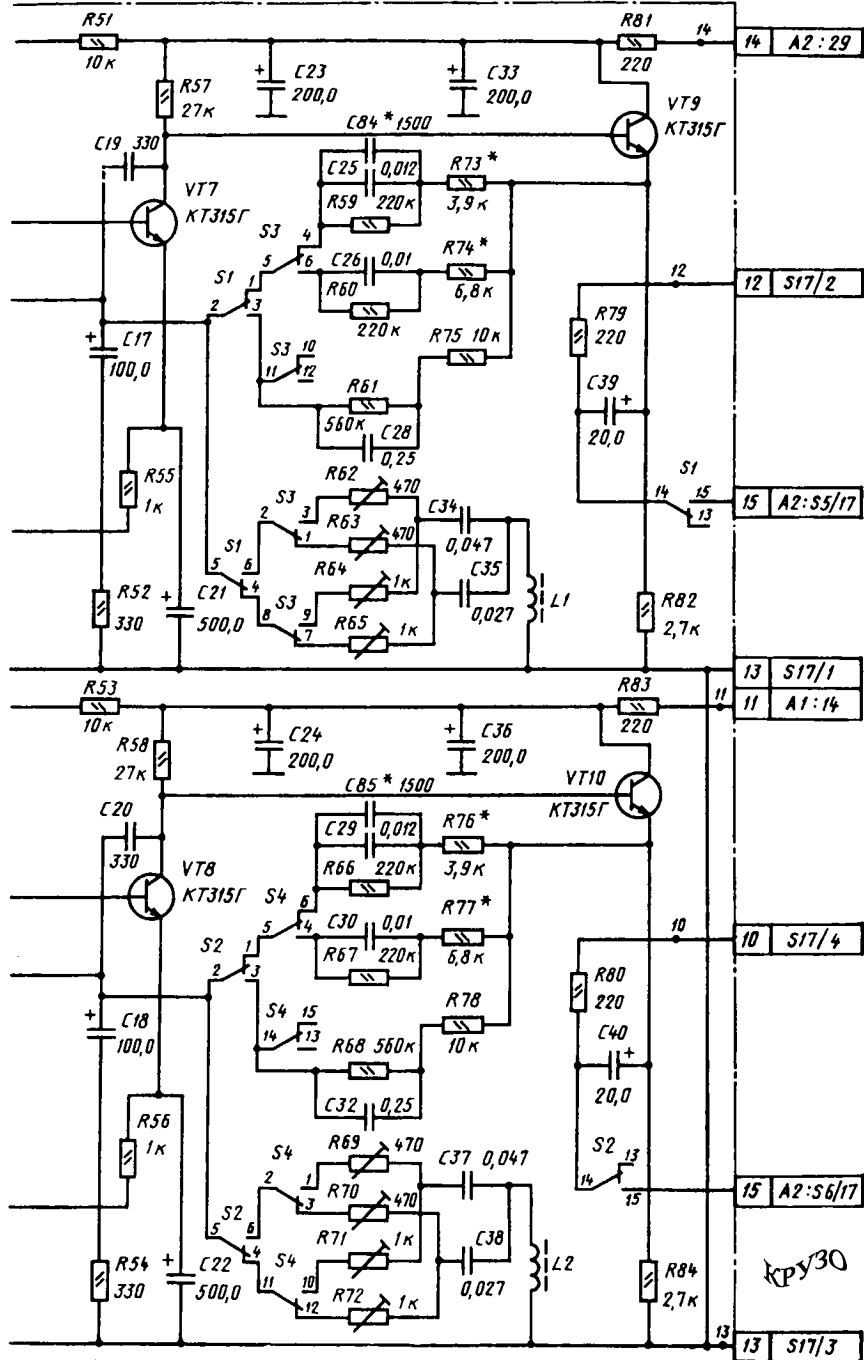 R51
10к
R57
27к
+ C23
200,0
+ C33
200,0
R81
220
14
14 A2:29
C84*1500
VT9
КТ315Г
C19 330
C25 0,012
R73*
3,9к
R59 220к
VT7
КТ315Г
S3
4
5 6
C26 0,01
R74*
6,8к
R60
220к
S1
1
2 3
12
12 S17/2
R79
220
R75 10к
+ C17
100,0
S3 10
11 12
R61
560к
C28
0,25
C39
+
20,0
S1
14 15
13
15 A2:S5/17
R55
1к
R62 470
S3
3
2 1
R63
470
C34
0,047
S1
5 6
4
R64
1к
C35
0,027
L1
S3
8 9
7
R65 1к
R52
330
+ C21
500,0
R82
2,7к
13 S17/1
R53
10к
R83
220
11
11 A1:14
R58
27к
+ C24
200,0
+ C36
200,0
C85*1500
VT10
КТ315Г
C20
330
C29 0,012
R76*
3,9к
R66 220к
VT8
КТ315Г
S4
6
5 4
C30 0,01
R77*
6,8к
R67 220к
S2
1
2 3
10
10 S17/4
R80
220
R78
10к
+ C18
100,0
S4 15
14 13
R68 560к
C32 0,25
C40
+
20,0
S2
13
14
15
15 A2:S6/17
R56
1к
R69 470
S4
1
2 3
R70
470
C37 0,047
S2
5 6
4
R71
1к
C38
0,027
L2
S4
11 10
12
R72 1к
R54
330
+ C22
500,0
R84
2,7к
КРУЗО
13
13 S17/3